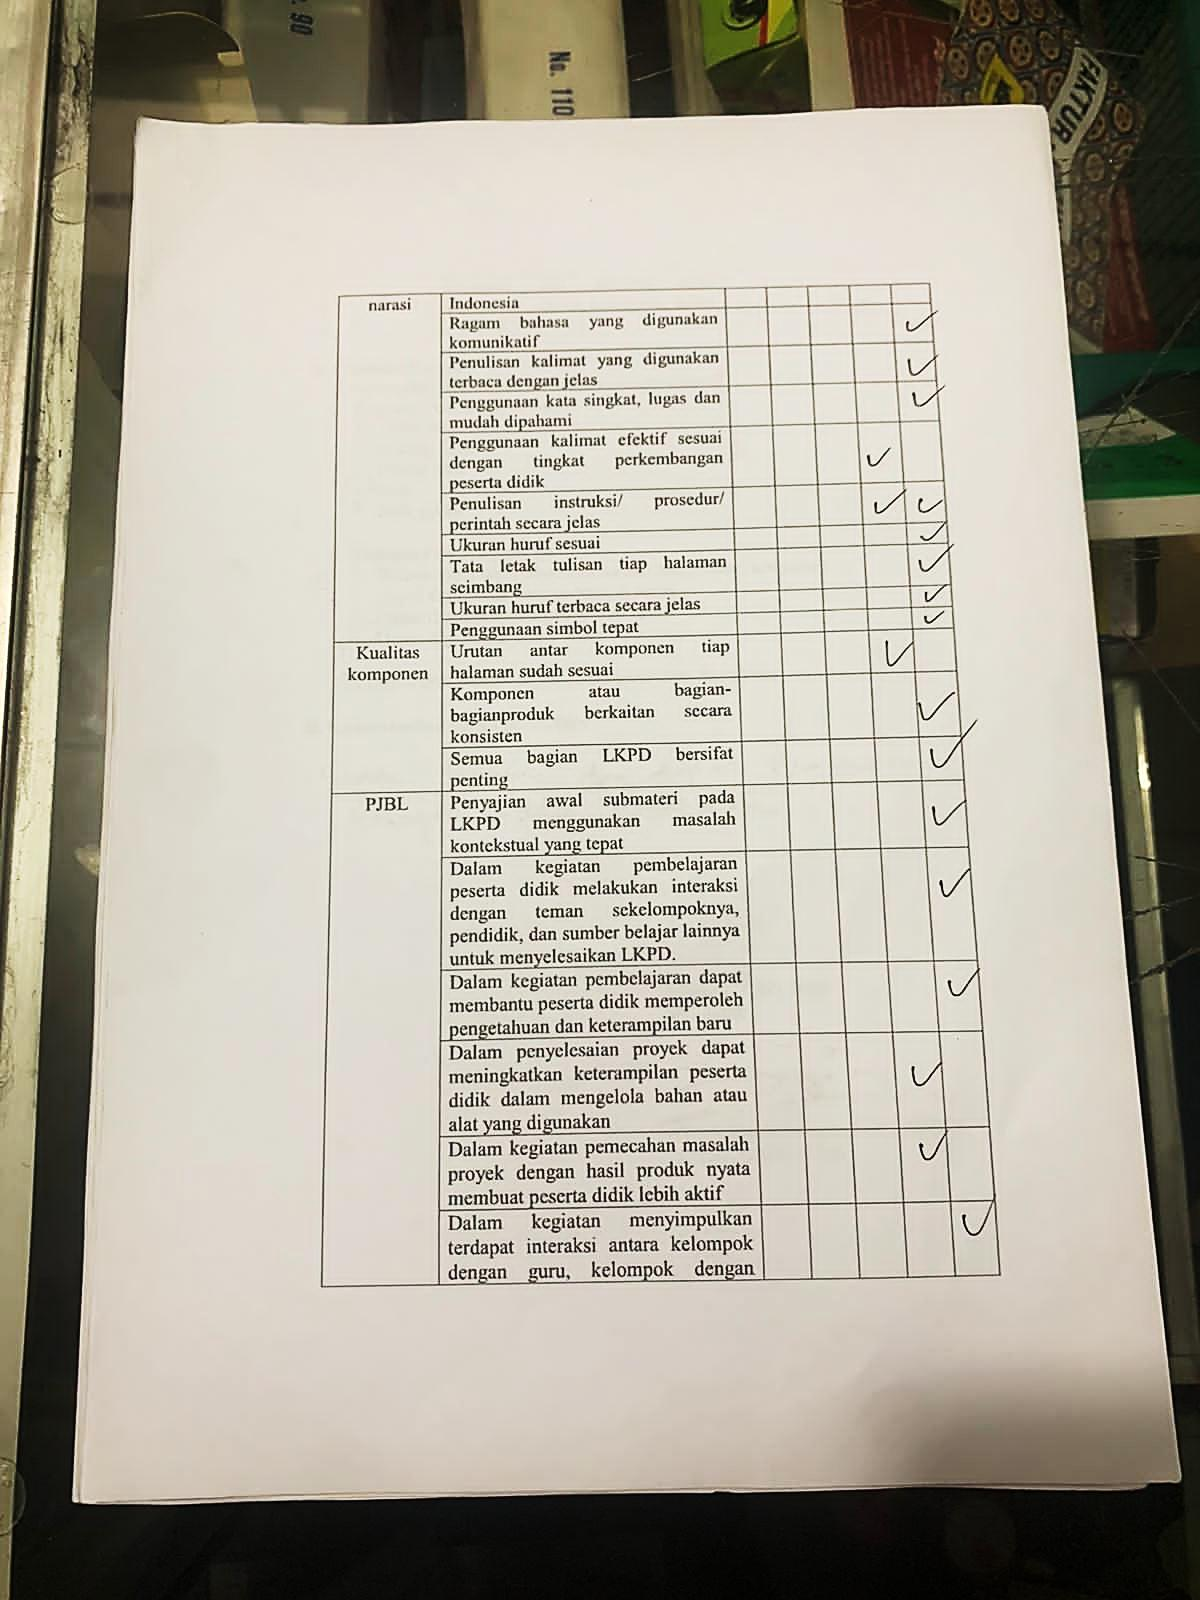 . 90
No. 110
FAKTUR
narasi
Indonesia
Ragam bahasa yang digunakan
komunikatif
Penulisan kalimat yang digunakan
terbaca dengan jelas
Penggunaan kata singkat, lugas dan
mudah dipahami
Penggunaan kalimat efektif sesuai
dengan tingkat perkembangan
peserta didik
Penulisan instruksi/ prosedur/
perintah secara jelas
Ukuran huruf sesuai
Tata letak tulisan tiap halaman
seimbang
Ukuran huruf terbaca secara jelas
Penggunaan simbol tepat
Kualitas
komponen
Urutan antar komponen tiap
halaman sudah sesuai
Komponen atau bagian-
bagianproduk berkaitan secara
konsisten
Semua bagian LKPD bersifat
penting
PJBL
Penyajian awal submateri pada
LKPD menggunakan masalah
kontekstual yang tepat
Dalam kegiatan pembelajaran
peserta didik melakukan interaksi
dengan teman sekelompoknya,
pendidik, dan sumber belajar lainnya
untuk menyelesaikan LKPD.
Dalam kegiatan pembelajaran dapat
membantu peserta didik memperoleh
pengetahuan dan keterampilan baru
Dalam penyelesaian proyek dapat
meningkatkan keterampilan peserta
didik dalam mengelola bahan atau
alat yang digunakan
Dalam kegiatan pemecahan masalah
proyek dengan hasil produk nyata
membuat peserta didik lebih aktif
Dalam kegiatan menyimpulkan
terdapat interaksi antara kelompok
dengan guru, kelompok dengan